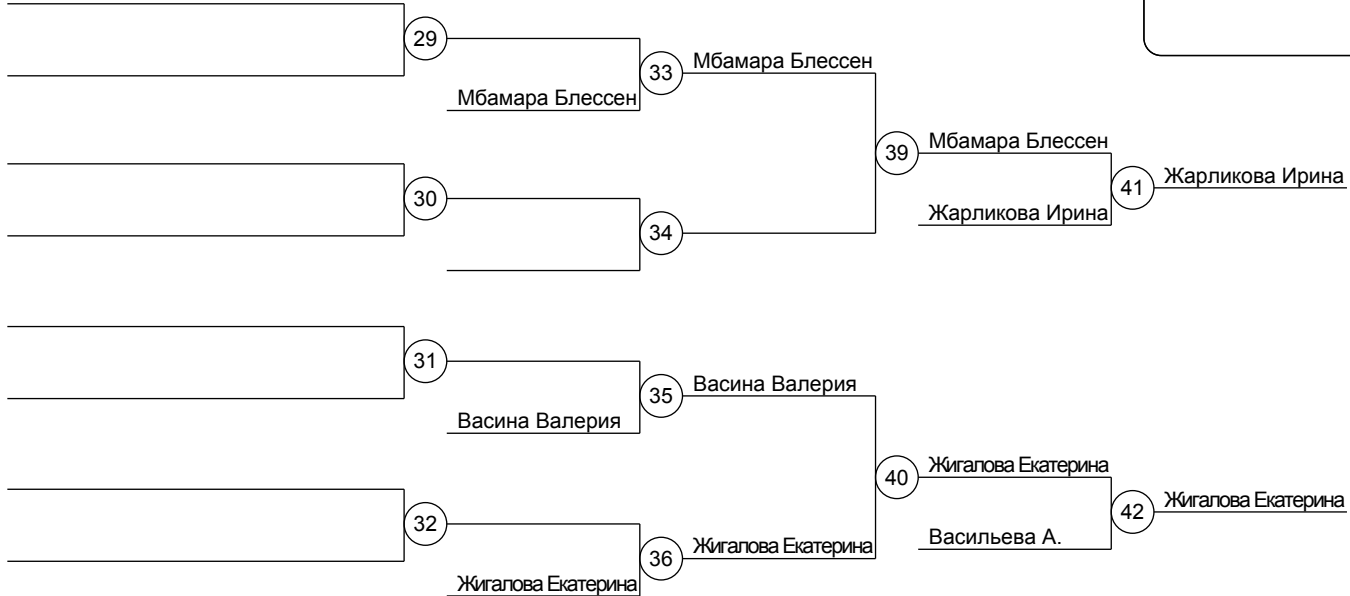 29
33
Мбамара Блессен
Мбамара Блессен
39
Мбамара Блессен
41
Жарликова Ирина
30
Жарликова Ирина
34
31
35
Васина Валерия
Васина Валерия
40
Жигалова Екатерина
42
Жигалова Екатерина
32
Васильева А.
36
Жигалова Екатерина
Жигалова Екатерина